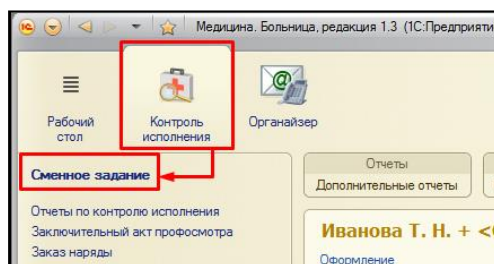 Медицина. Больница, редакция 1.3 (1С:Предприяти
Рабочий
стол
Контроль
исполнения
Органайзер
Сменное задание
Отчеты по контролю исполнения
Заключительный акт профосмотра
Заказ наряды
Отчеты
Дополнительные отчеты
Иванова Т. Н. + <
Оформление